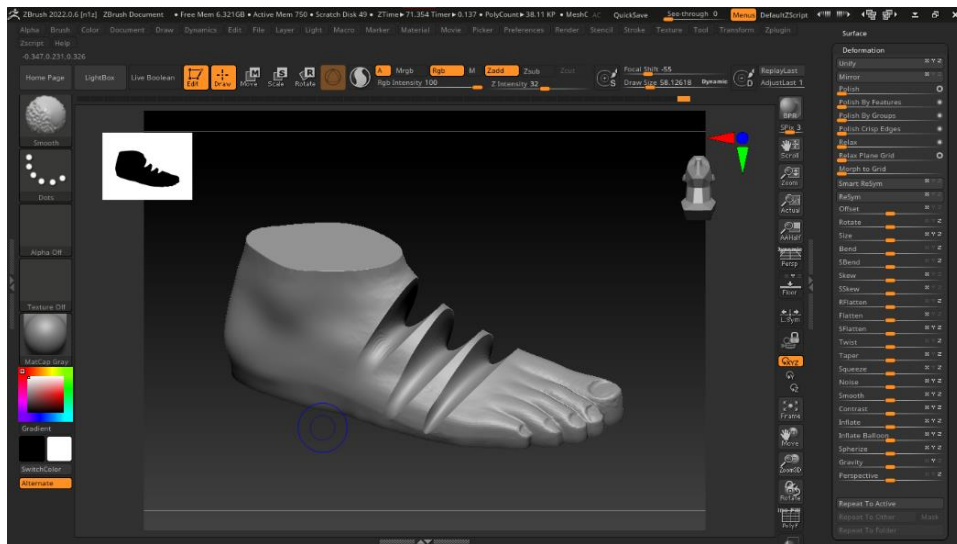 ZBrush 2022.0.6 [n1z] ZBrush Document • Free Mem 6.321GB • Active Mem 750 • Scratch Disk 49 • ZTime▸71.354 Timer▸0.137 • PolyCount▸38.11 KP • MeshC AC QuickSave See-through 0 Menus DefaultZScript
Alpha Brush Color Document Draw Dynamics Edit File Layer Light Macro Marker Material Movie Picker Preferences Render Stencil Stroke Texture Tool Transform Zplugin
Zscript Help
-0.347,0.231,0.326
Home Page LightBox Live Boolean Edit Draw Move Scale Rotate
A Mrgb Rgb M Zadd Zsub Zcut
Rgb Intensity 100 Z Intensity 32
Focal Shift -55
Draw Size 58.12618 Dynamic
ReplayLast
AdjustLast 1
S
D
Smooth
Dots
Alpha Off
Texture Off
MatCap Gray
Gradient
SwitchColor
Alternate
BPR
SPix 3
Scroll
Zoom
Actual
AAHalf
Persp
Floor
L.Sym
Frame
Move
Zoom3D
Rotate
PolyF
Surface
Deformation
Unify
Mirror
Polish
Polish By Features
Polish By Groups
Polish Crisp Edges
Relax
Relax Plane Grid
Morph to Grid
Smart ReSym
ReSym
Offset
Rotate
Size
Bend
SBend
Skew
SSkew
RFlatten
Flatten
SFlatten
Twist
Taper
Squeeze
Noise
Smooth
Contrast
Inflate
Inflate Balloon
Spherize
Gravity
Perspective
Repeat To Active
Repeat To Other Mask
Repeat To Folder